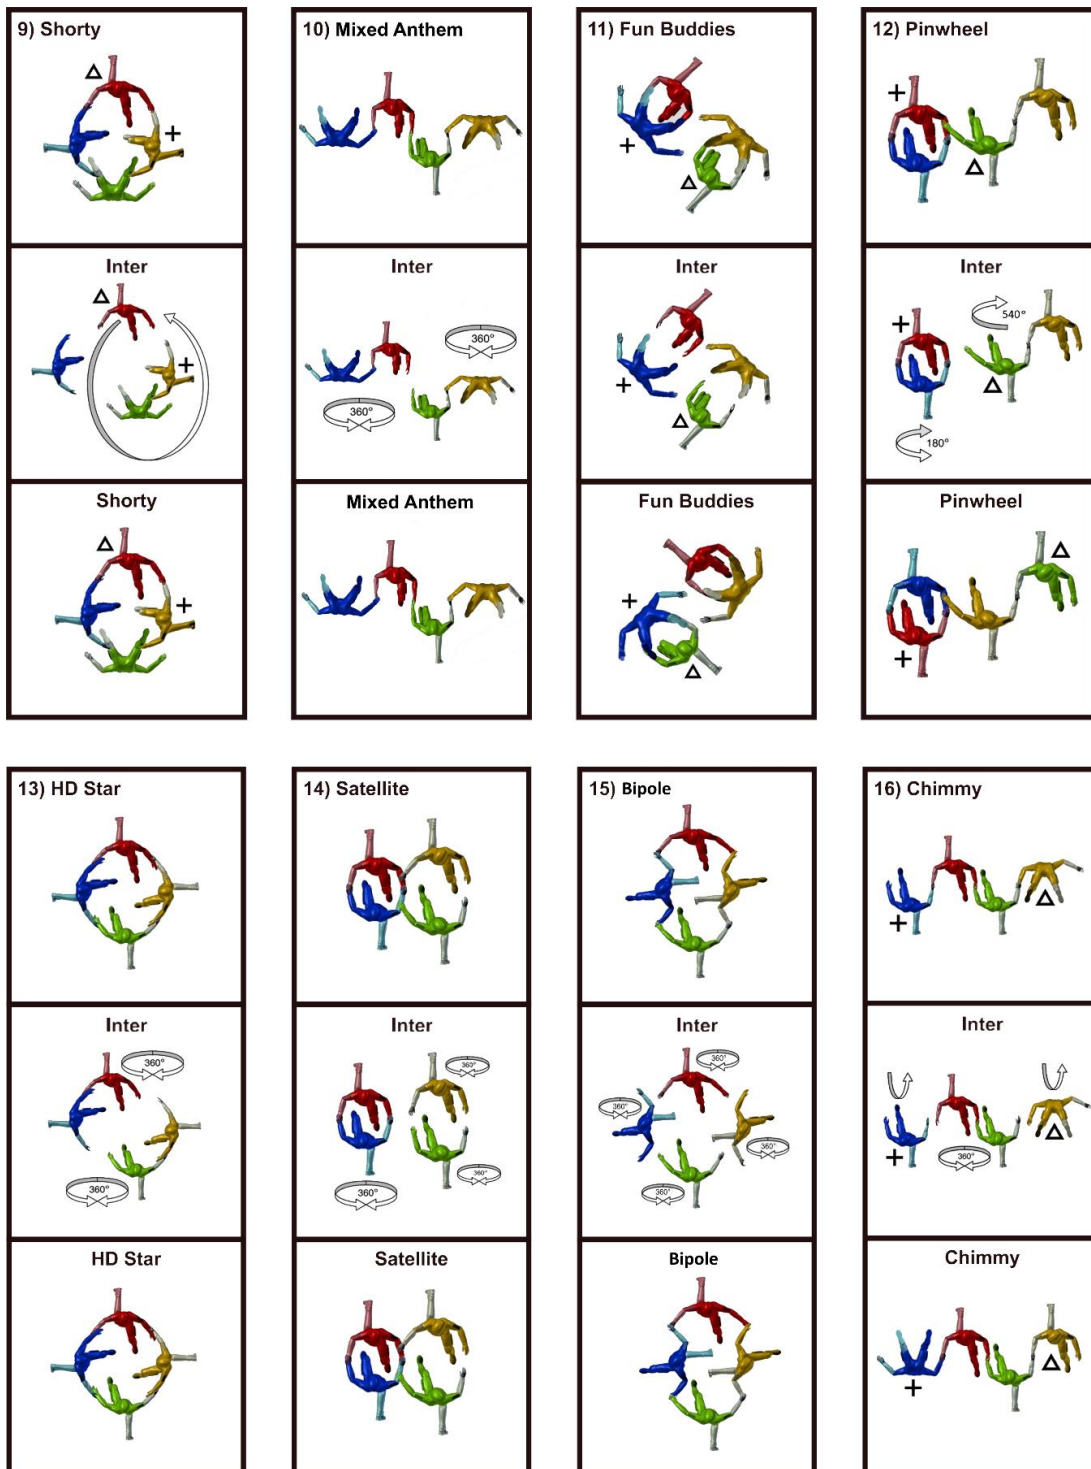 9) Shorty
Δ
+
Inter
Δ
+
Shorty
Δ
+
10) Mixed Anthem
Inter
360°
360°
Mixed Anthem
11) Fun Buddies
+
Δ
Inter
+
Δ
Fun Buddies
+
Δ
12) Pinwheel
+
Δ
Inter
+
540°
Δ
180°
Pinwheel
Δ
+
13) HD Star
Inter
360°
360°
HD Star
14) Satellite
Inter
360°
360°
360°
Satellite
15) Bipole
Inter
360°
360°
360°
360°
Bipole
16) Chimmy
Δ
+
Inter
Δ
+
360°
Chimmy
Δ
+